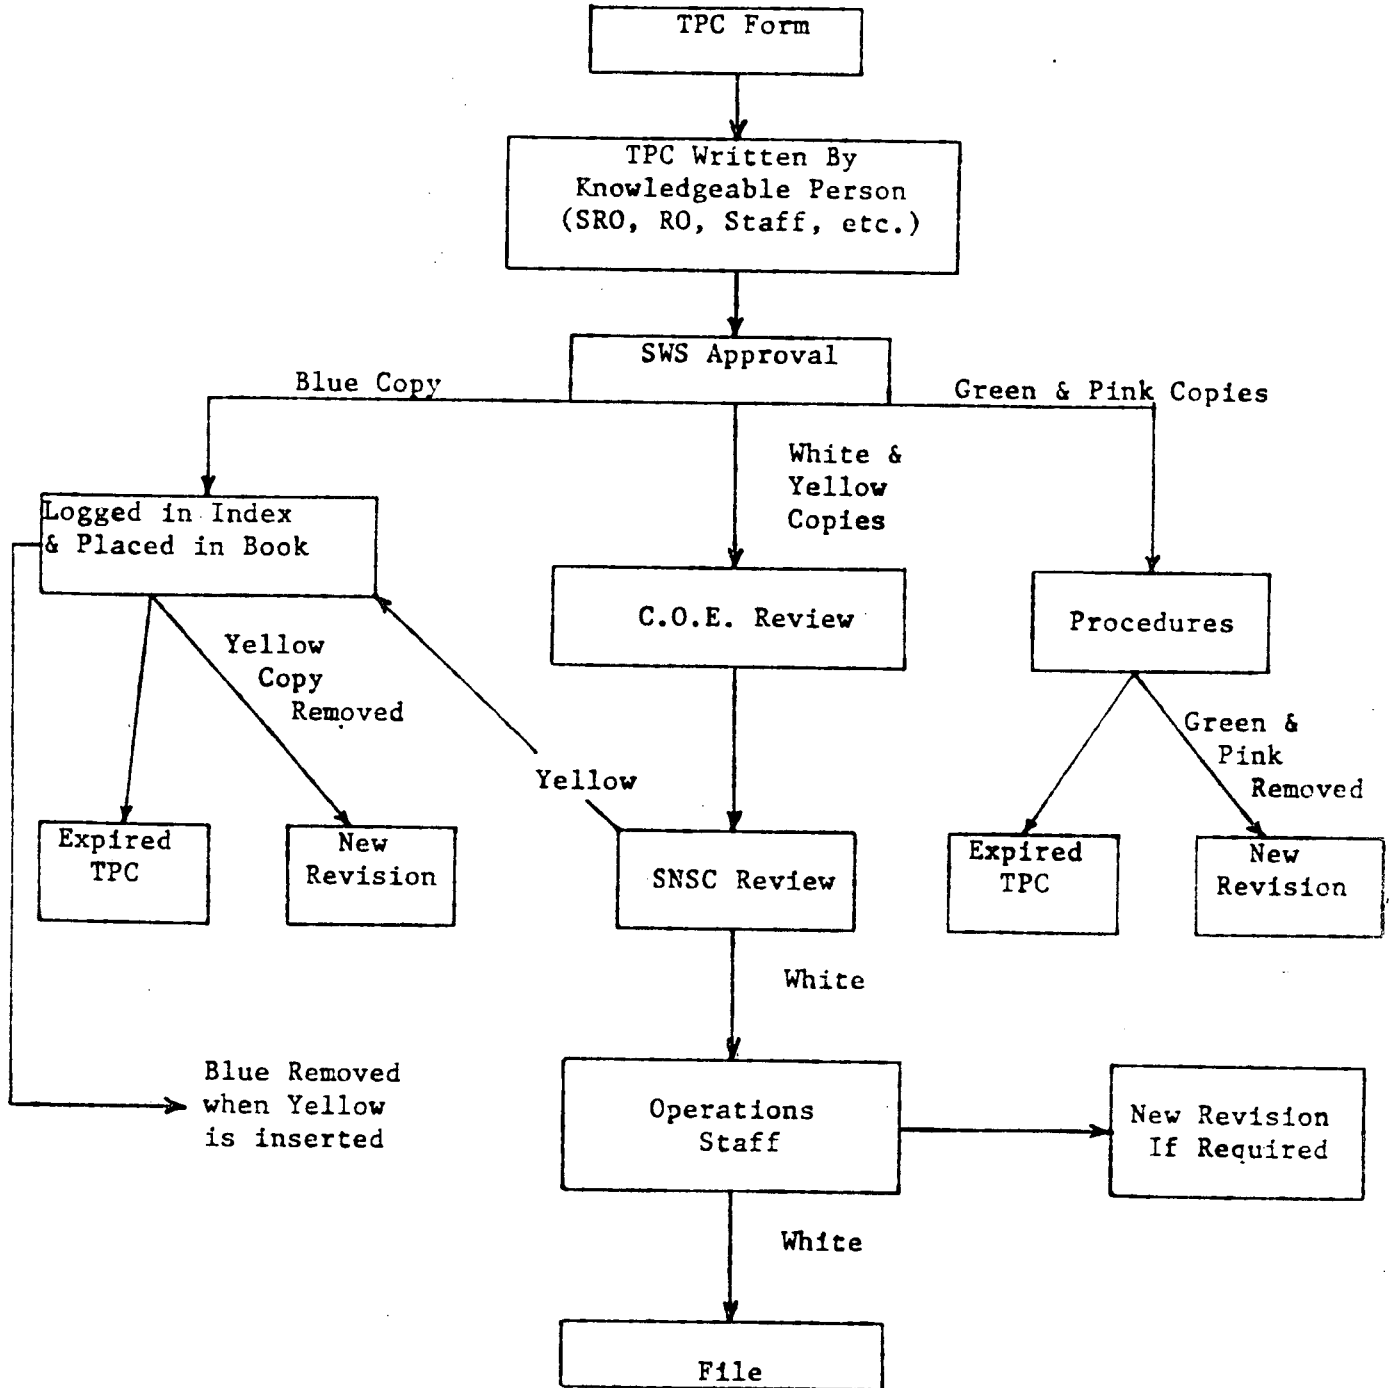 TPC Form
TPC Written By
Knowledgeable Person
(SRO, RO, Staff, etc.)
SWS Approval
Blue Copy
Green & Pink Copies
White &
Yellow
Copies
Logged in Index
& Placed in Book
C.O.E. Review
Procedures
Yellow
Copy
Removed
Green &
Pink
Removed
Yellow
Expired
TPC
New
Revision
SNSC Review
Expired
TPC
New
Revision
White
Blue Removed
when Yellow
is inserted
Operations
Staff
New Revision
If Required
White
File